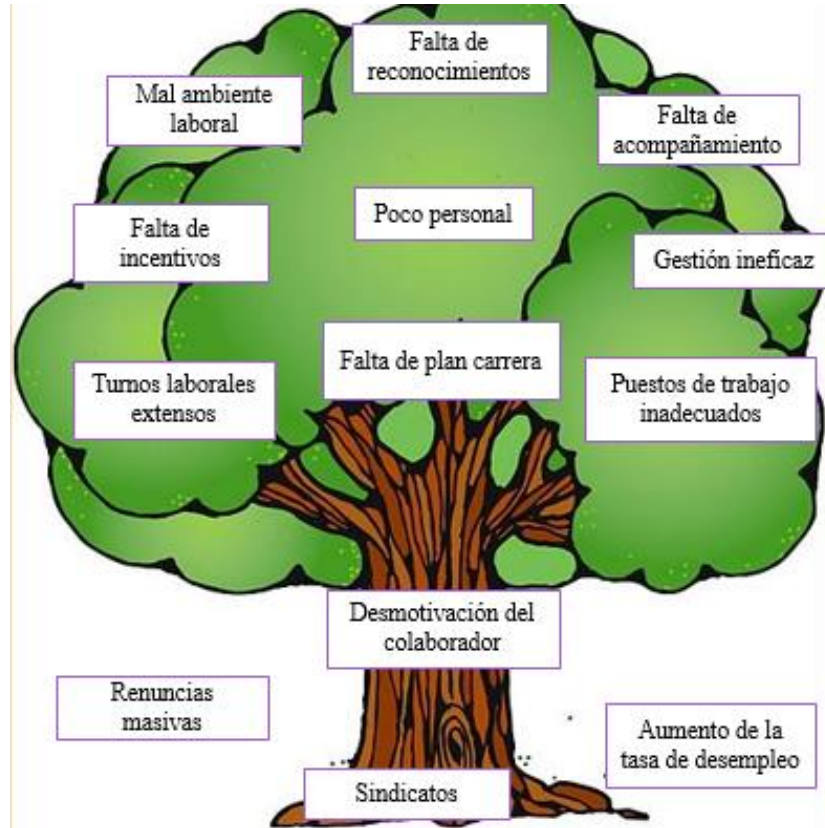 Falta de
reconocimientos
Mal ambiente
laboral
Falta de
acompañamiento
Poco personal
Falta de
incentivos
Gestión ineficaz
Falta de plan carrera
Turnos laborales
extensos
Puestos de trabajo
inadecuados
Desmotivación del
colaborador
Renuncias
masivas
Aumento de la
tasa de desempleo
Sindicatos